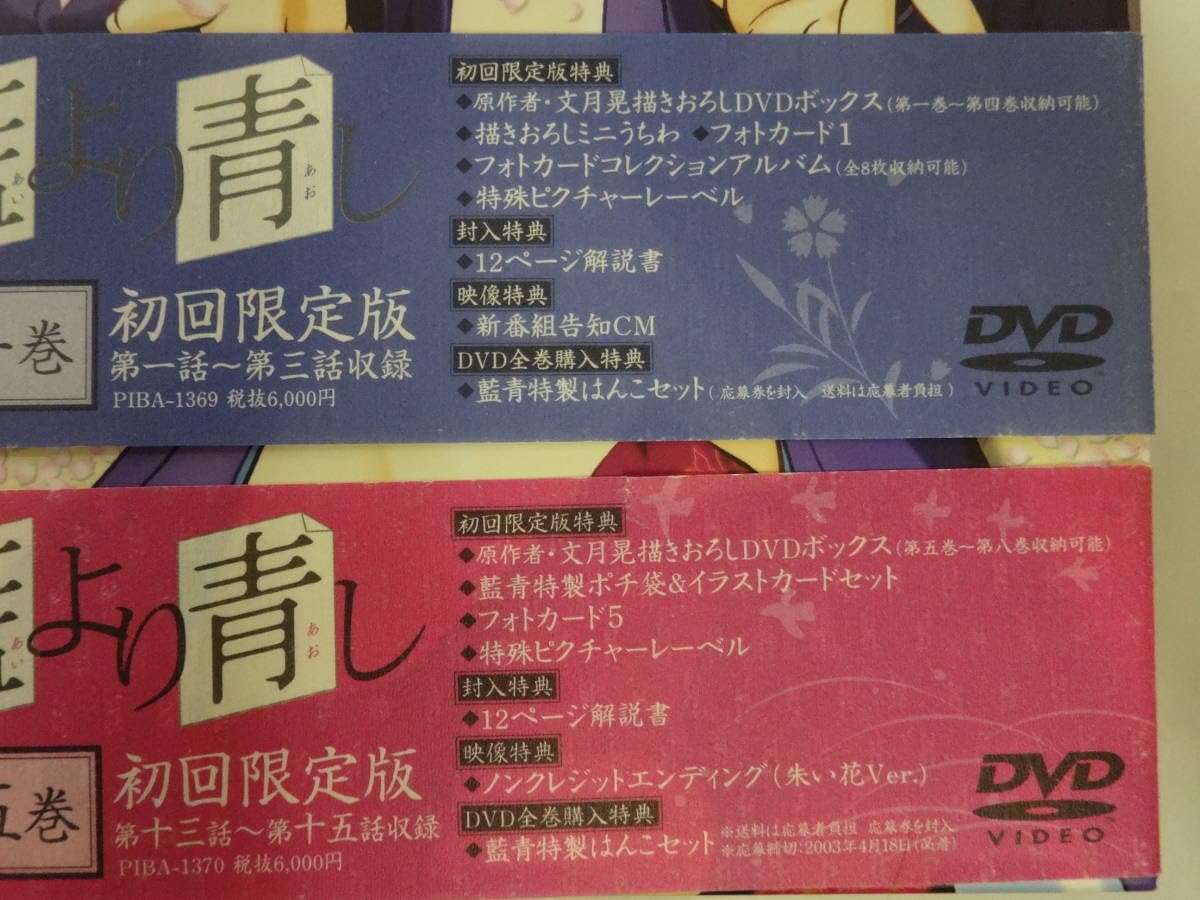 より青し
あい
あお
一巻
初回限定版
第一話～第三話収録
PIBA-1369 税抜6,000円
初回限定版特典
◆原作者・文月晃描きおろしDVDボックス(第一巻～第四巻収納可能)
◆描きおろしミニうちわ ◆フォトカード1
◆フォトカードコレクションアルバム(全8枚収納可能)
◆特殊ピクチャーレーベル
封入特典
◆12ページ解説書
映像特典
◆新番組告知CM
DVD全巻購入特典
◆藍青特製はんこセット(応募券を封入 送料は応募者負担)
DVD
VIDEO
より青し
あい
あお
五巻
初回限定版
第十三話～第十五話収録
PIBA-1370 税抜6,000円
初回限定版特典
◆原作者・文月晃描きおろしDVDボックス(第五巻～第八巻収納可能)
◆藍青特製ポチ袋&イラストカードセット
◆フォトカード5
◆特殊ピクチャーレーベル
封入特典
◆12ページ解説書
映像特典
◆ノンクレジットエンディング(朱い花Ver.)
DVD全巻購入特典
◆藍青特製はんこセット
※送料は応募者負担 応募券を封入
※応募締切:2003年4月18日(必着)
DVD
VIDEO